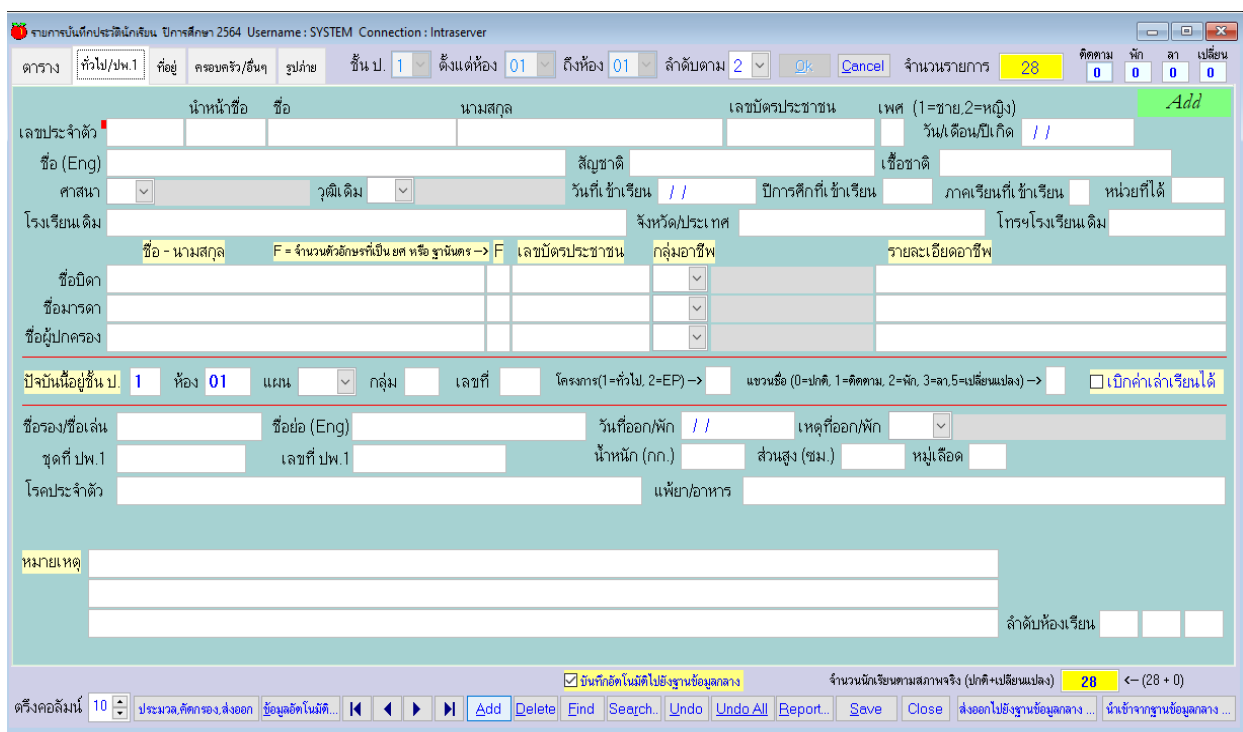 รายการบันทึกประวัตินักเรียน ปีการศึกษา 2564 Username : SYSTEM Connection : Intraserver
ตาราง ทั่วไป/ปพ.1 ที่อยู่ ครอบครัว/อื่นๆ รูปถ่าย ชั้น ป. 1 ตั้งแต่ห้อง 01 ถึงห้อง 01 ลำดับตาม 2 Ok Cancel จำนวนรายการ 28 ติดตาม พัก ลา เปลี่ยน
0 0 0 0
นำหน้าชื่อ ชื่อ นามสกุล เลขบัตรประชาชน เพศ (1=ชาย,2=หญิง) Add
เลขประจำตัว วัน/เดือน/ปีเกิด / /
ชื่อ (Eng) สัญชาติ เชื้อชาติ
ศาสนา วุฒิเดิม วันที่เข้าเรียน / / ปีการศึกที่เข้าเรียน ภาคเรียนที่เข้าเรียน หน่วยที่ได้
โรงเรียนเดิม จังหวัด/ประเทศ โทรฯโรงเรียนเดิม
ชื่อ - นามสกุล F = จำนวนตัวอักษรที่เป็น ยศ หรือ ฐานันดร --> F เลขบัตรประชาชน กลุ่มอาชีพ รายละเอียดอาชีพ
ชื่อบิดา
ชื่อมารดา
ชื่อผู้ปกครอง
ปัจบันนี้อยู่ชั้น ป. 1 ห้อง 01 แผน กลุ่ม เลขที่ โครงการ(1=ทั่วไป, 2=EP) --> แขวนชื่อ (0=ปกติ, 1=ติดตาม, 2=พัก, 3=ลา,5=เปลี่ยนแปลง) --> เบิกค่าเล่าเรียนได้
ชื่อรอง/ชื่อเล่น ชื่อย่อ (Eng) วันที่ออก/พัก / / เหตุที่ออก/พัก
ชุดที่ ปพ.1 เลขที่ ปพ.1 น้ำหนัก (กก.) ส่วนสูง (ซม.) หมู่เลือด
โรคประจำตัว แพ้ยา/อาหาร
หมายเหตุ
ลำดับห้องเรียน
บันทึกอัตโนมัติไปยังฐานข้อมูลกลาง จำนวนนักเรียนตามสภาพจริง (ปกติ+เปลี่ยนแปลง) 28 <-- (28 + 0)
ตรึงคอลัมน์ 10 ประมวล,คัดกรอง,ส่งออก ข้อมูลอัตโนมัติ... Add Delete Find Search.. Undo Undo All Report... Save Close ส่งออกไปยังฐานข้อมูลกลาง ... นำเข้าจากฐานข้อมูลกลาง ...